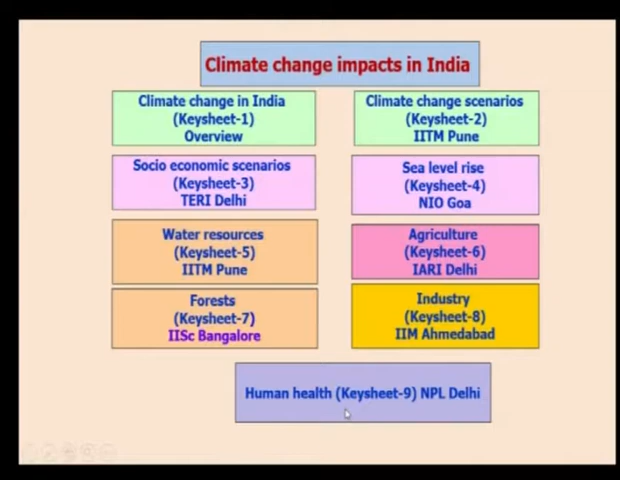 Climate change impacts in India
Climate change in India
(Keysheet-1)
Overview
Climate change scenarios
(Keysheet-2)
IITM Pune
Socio economic scenarios
(Keysheet-3)
TERI Delhi
Sea level rise
(Keysheet-4)
NIO Goa
Water resources
(Keysheet-5)
IITM Pune
Agriculture
(Keysheet-6)
IARI Delhi
Forests
(Keysheet-7)
IISc Bangalore
Industry
(Keysheet-8)
IIM Ahmedabad
Human health (Keysheet-9) NPL Delhi